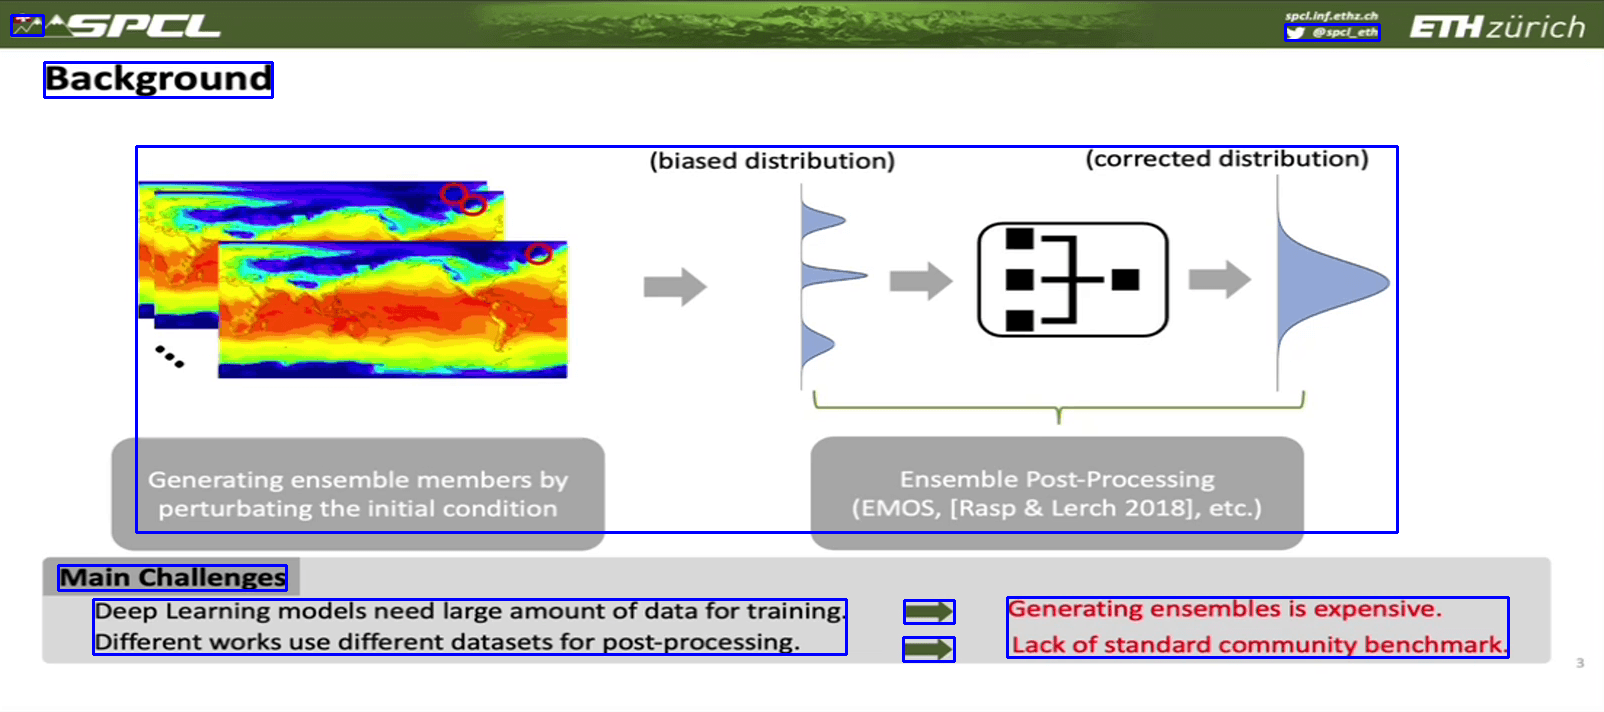 SPCL
spcl.inf.ethz.ch
@spcl_eth
ETH zürich
Background
(biased distribution)
(corrected distribution)
Generating ensemble members by
perturbating the initial condition
Ensemble Post-Processing
(EMOS, [Rasp & Lerch 2018], etc.)
Main Challenges
Deep Learning models need large amount of data for training.
Generating ensembles is expensive.
Different works use different datasets for post-processing.
Lack of standard community benchmark.
3